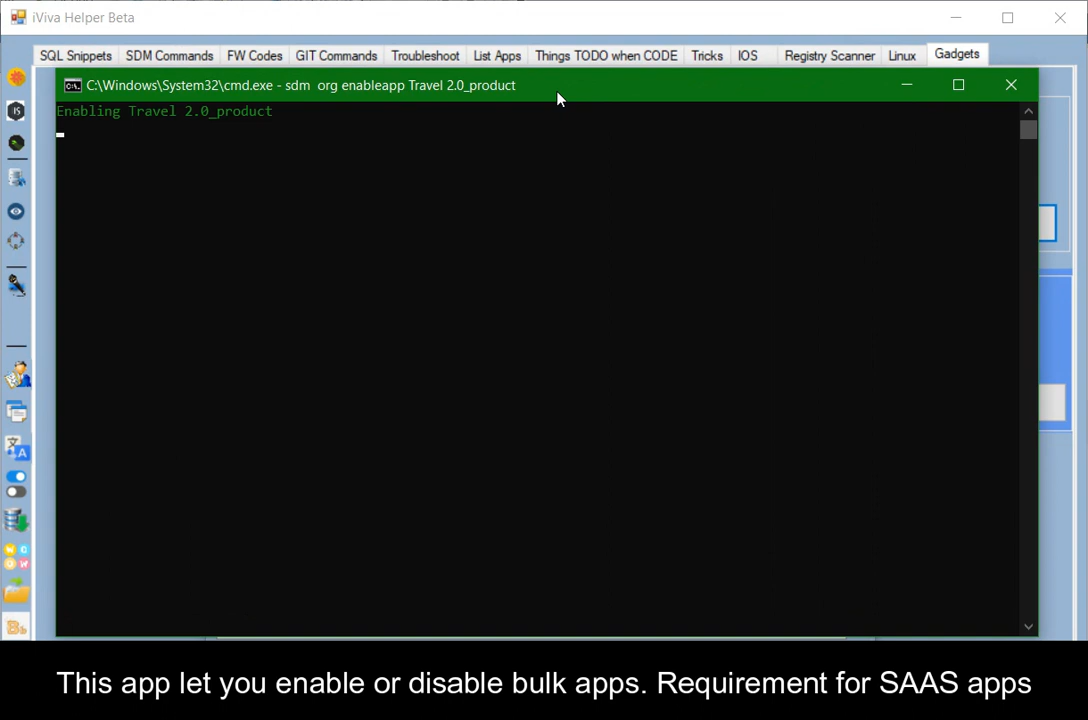 iViva Helper Beta
SQL Snippets SDM Commands FW Codes GIT Commands Troubleshoot List Apps Things TODO when CODE Tricks IOS Registry Scanner Linux Gadgets
C:\Windows\System32\cmd.exe - sdm  org enableapp Travel 2.0_product
Enabling Travel 2.0_product
This app let you enable or disable bulk apps. Requirement for SAAS apps